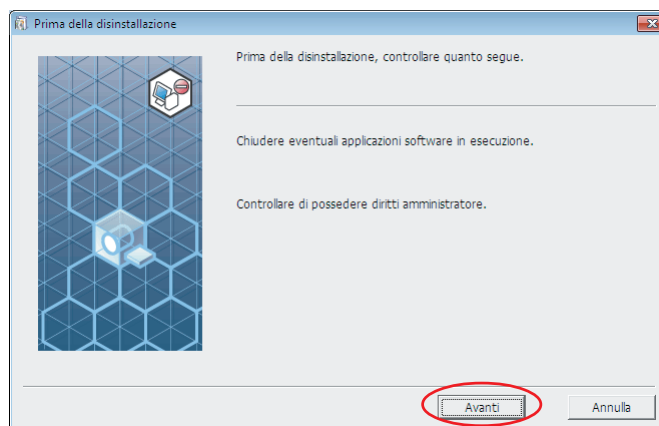 Prima della disinstallazione
Prima della disinstallazione, controllare quanto segue.
Chiudere eventuali applicazioni software in esecuzione.
Controllare di possedere diritti amministratore.
Avanti
Annulla